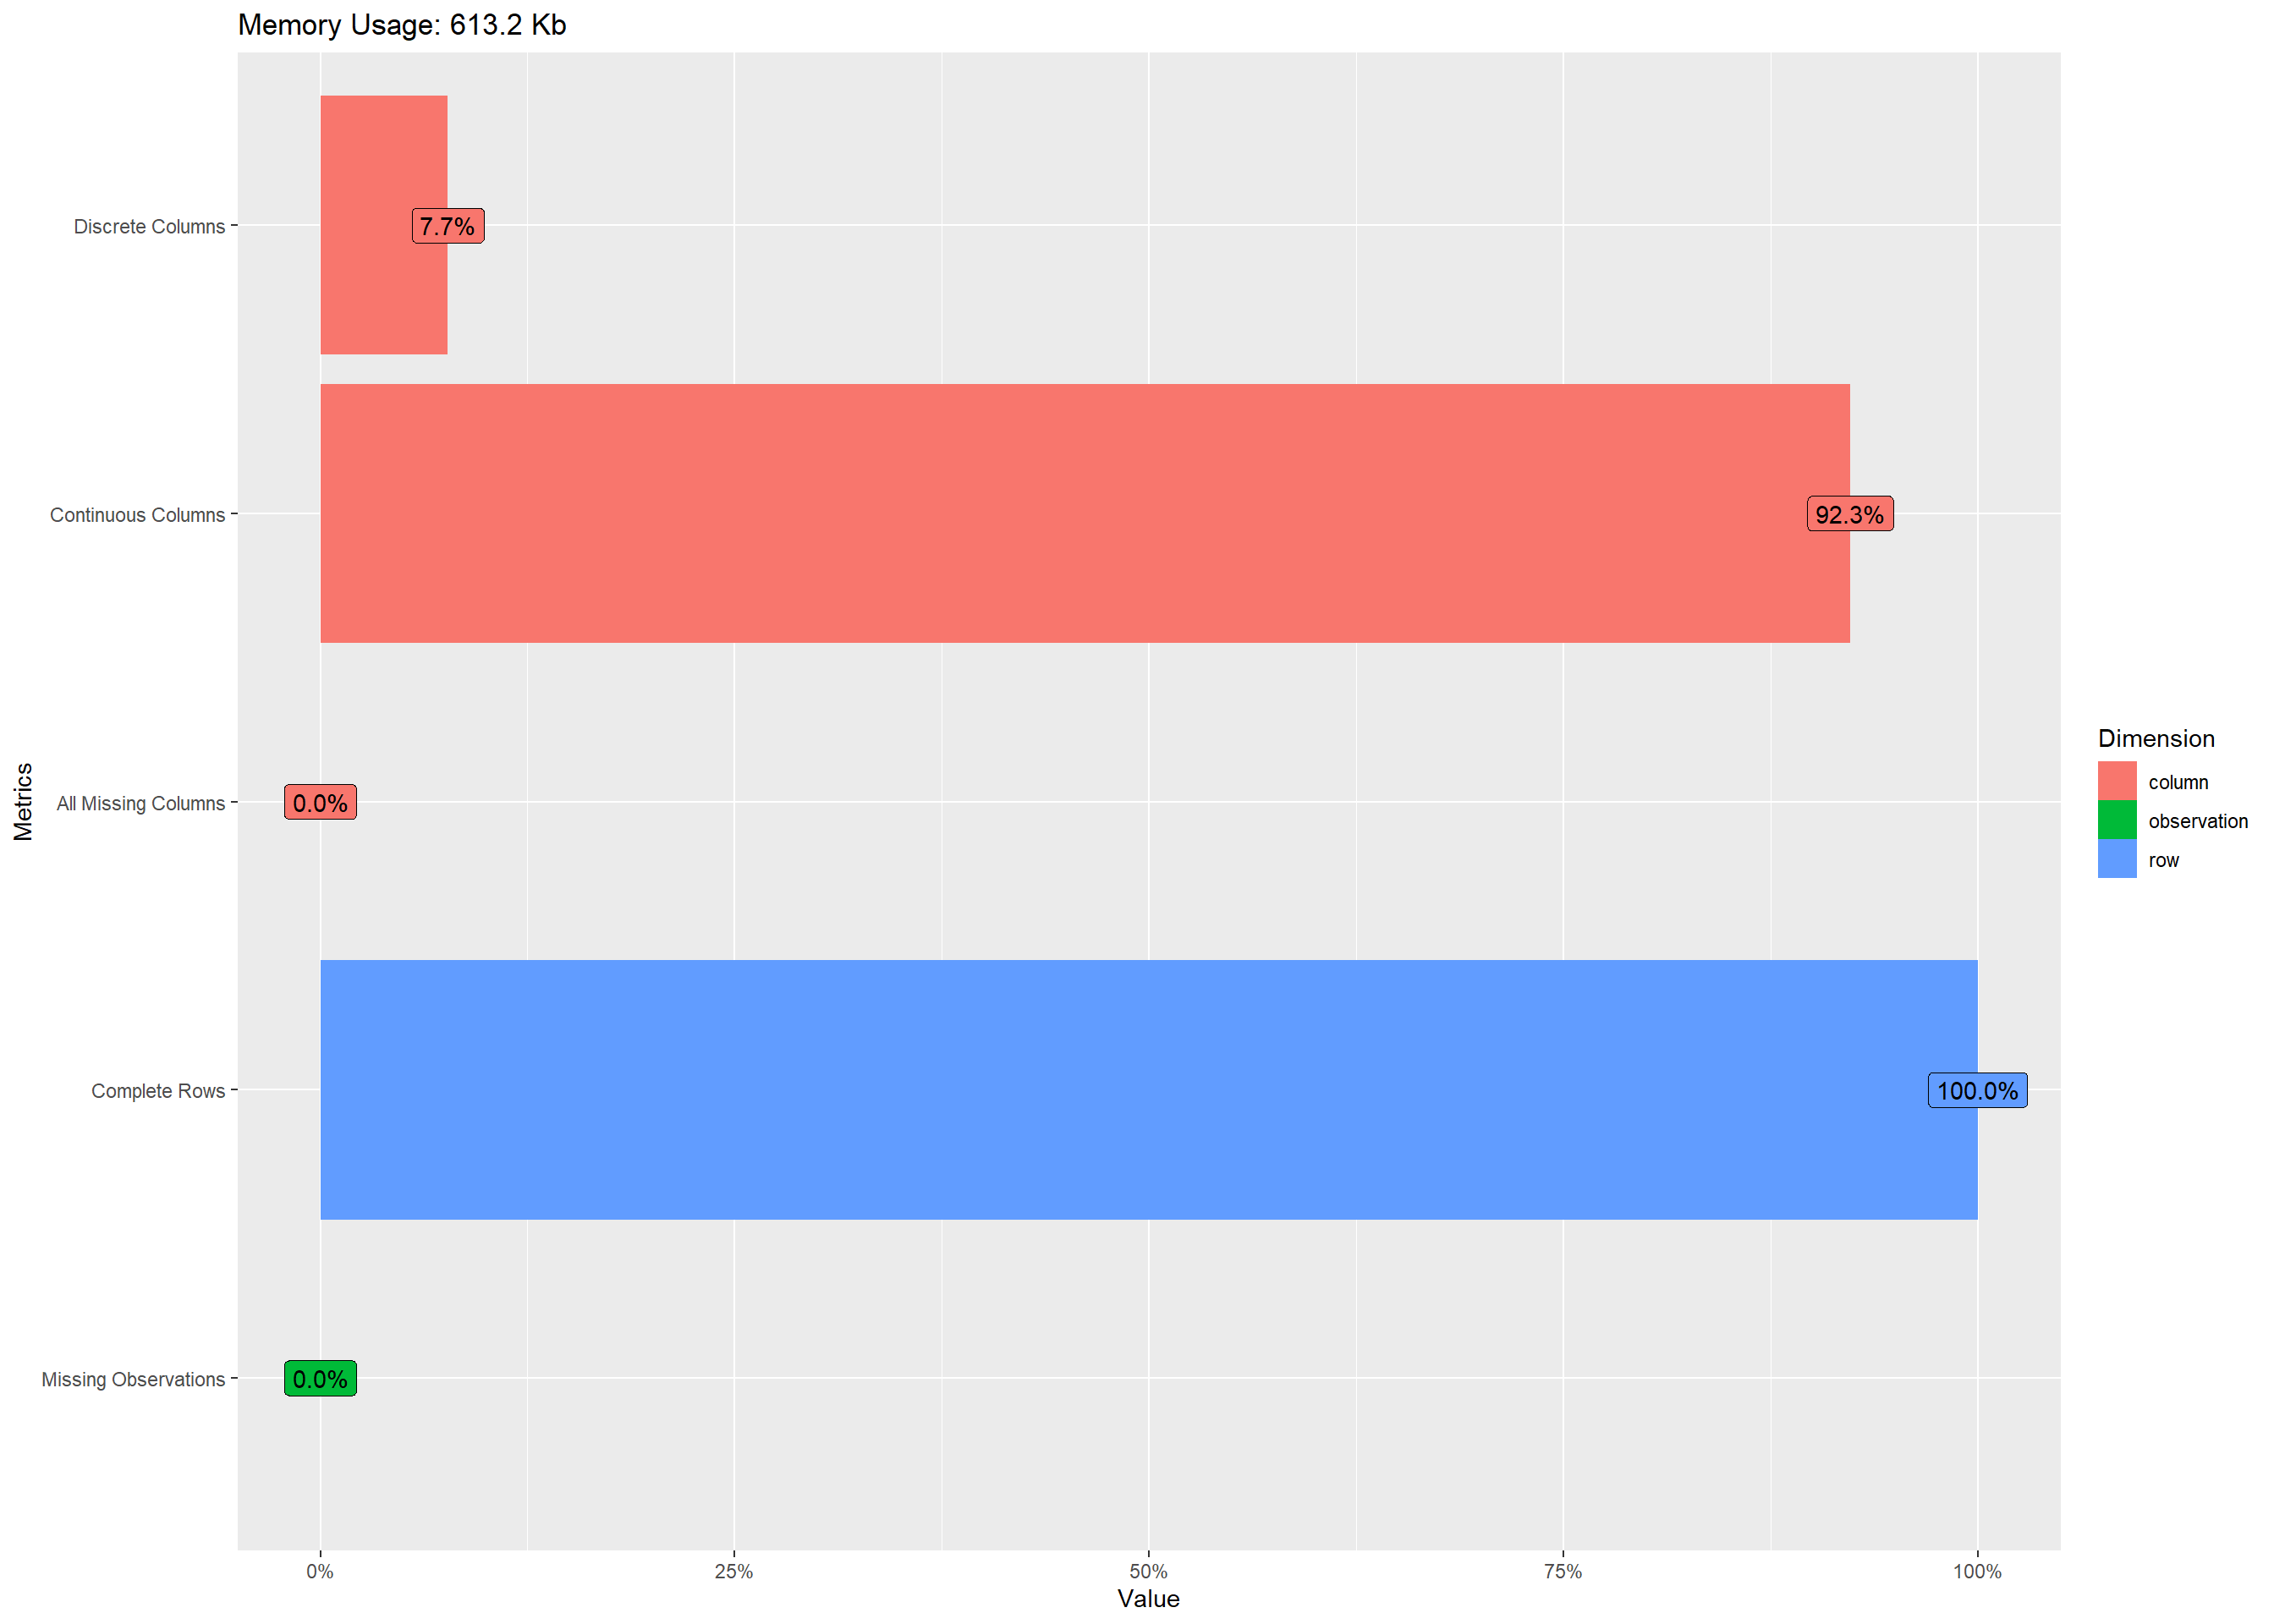 Memory Usage: 613.2 Kb
Metrics
Discrete Columns
7.7%
Continuous Columns
92.3%
All Missing Columns
0.0%
Complete Rows
100.0%
Missing Observations
0.0%
0% 25% 50% 75% 100%
Value
Dimension
column
observation
row